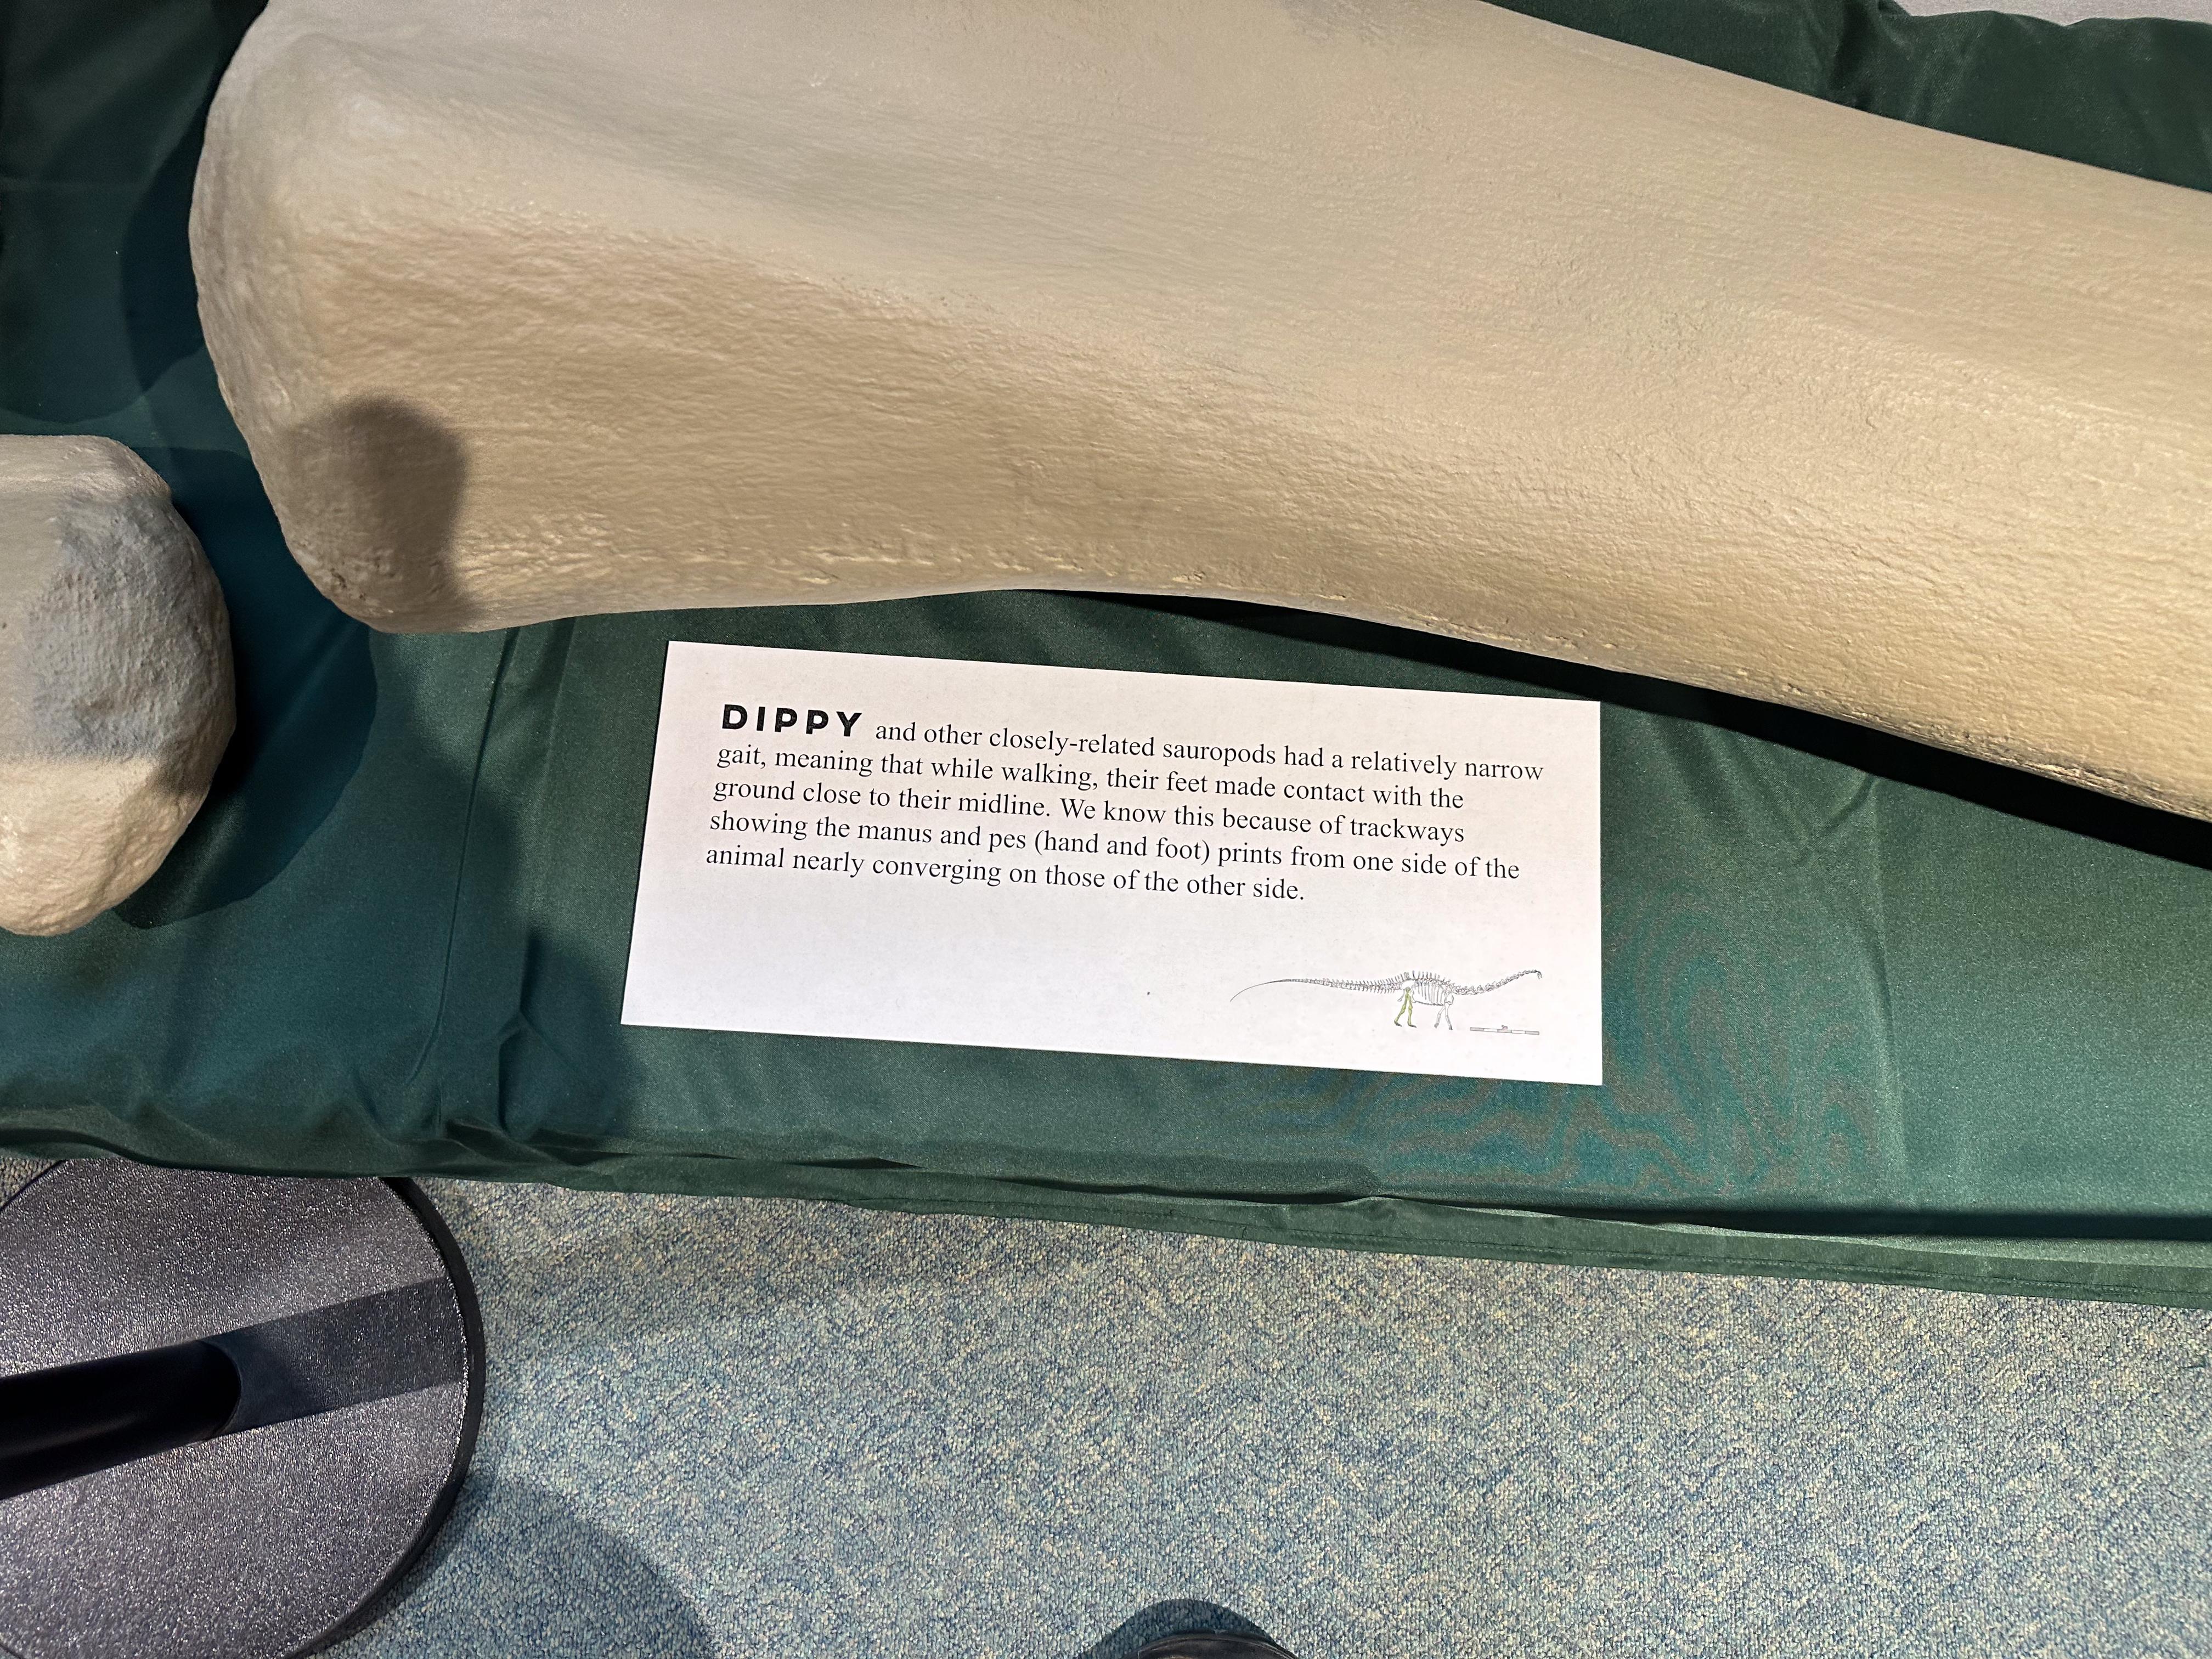 DIPPY and other closely-related sauropods had a relatively narrow
gait, meaning that while walking, their feet made contact with the
ground close to their midline. We know this because of trackways
showing the manus and pes (hand and foot) prints from one side of the
animal nearly converging on those of the other side.